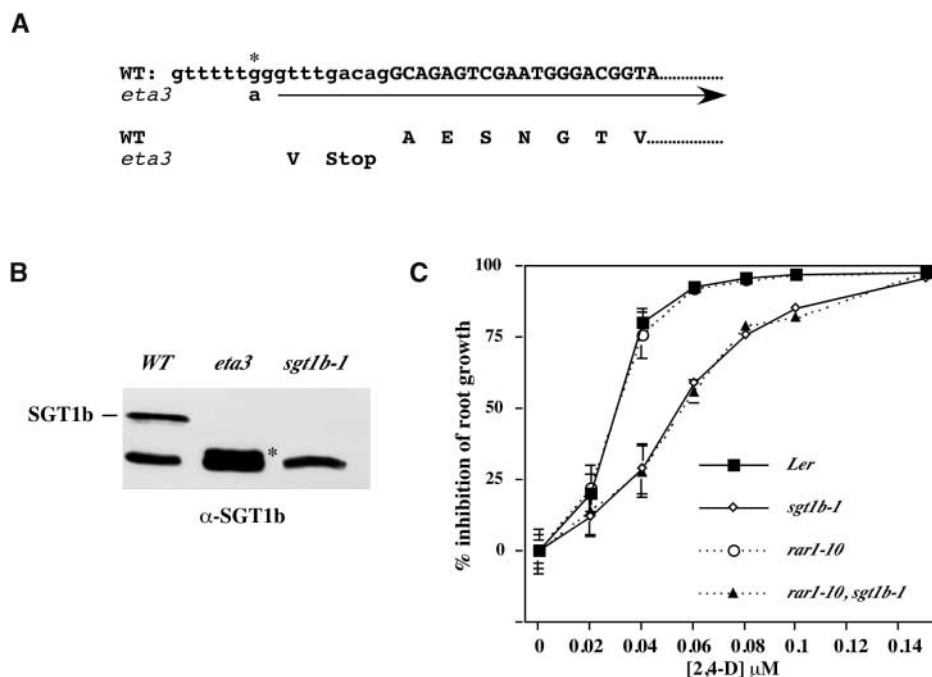 A
*
WT: gtttttgggtttgacagGCAGAGTCGAATGGGACGGTA................
eta3 a
WT A E S N G T V..................
eta3 V Stop
B
WT eta3 sgt1b-1
SGT1b –
*
α-SGT1b
C
% inhibition of root growth
100
75
50
25
0
Ler
sgt1b-1
rar1-10
rar1-10, sgt1b-1
0 0.02 0.04 0.06 0.08 0.1 0.14
[2,4-D] μM